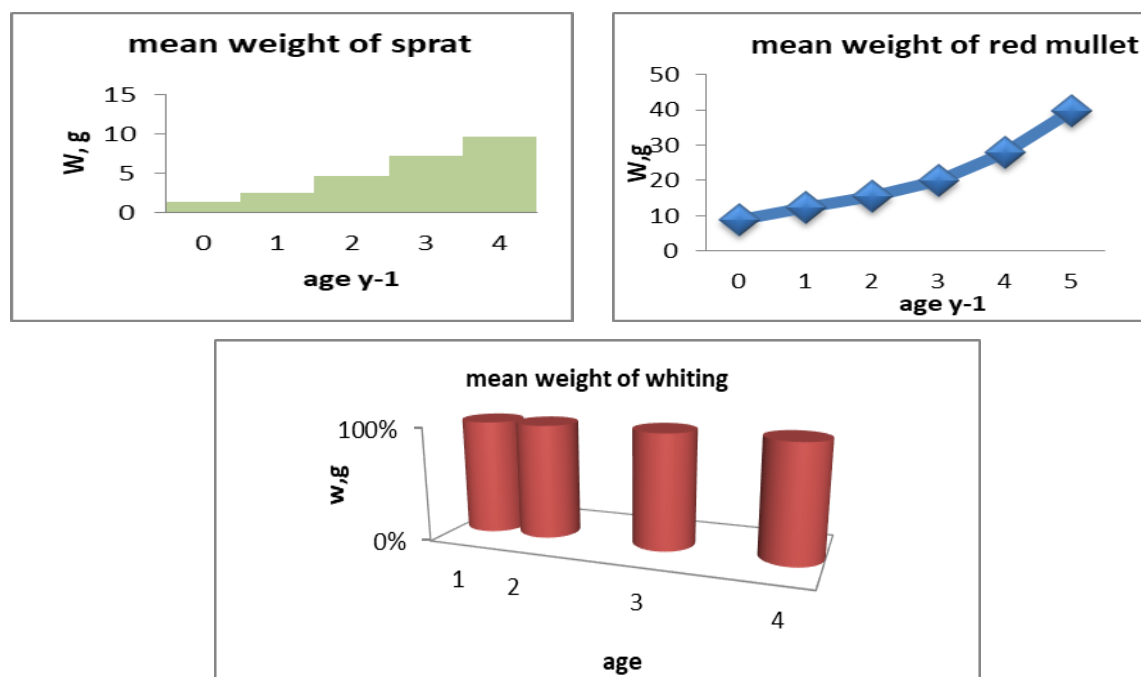 mean weight of sprat
15
10
5
0
W, g
0 1 2 3 4
age y-1
mean weight of red mullet
50
40
30
20
10
0
W,g
0 1 2 3 4 5
age y-1
mean weight of whiting
100%
0%
w,g
1 2 3 4
age